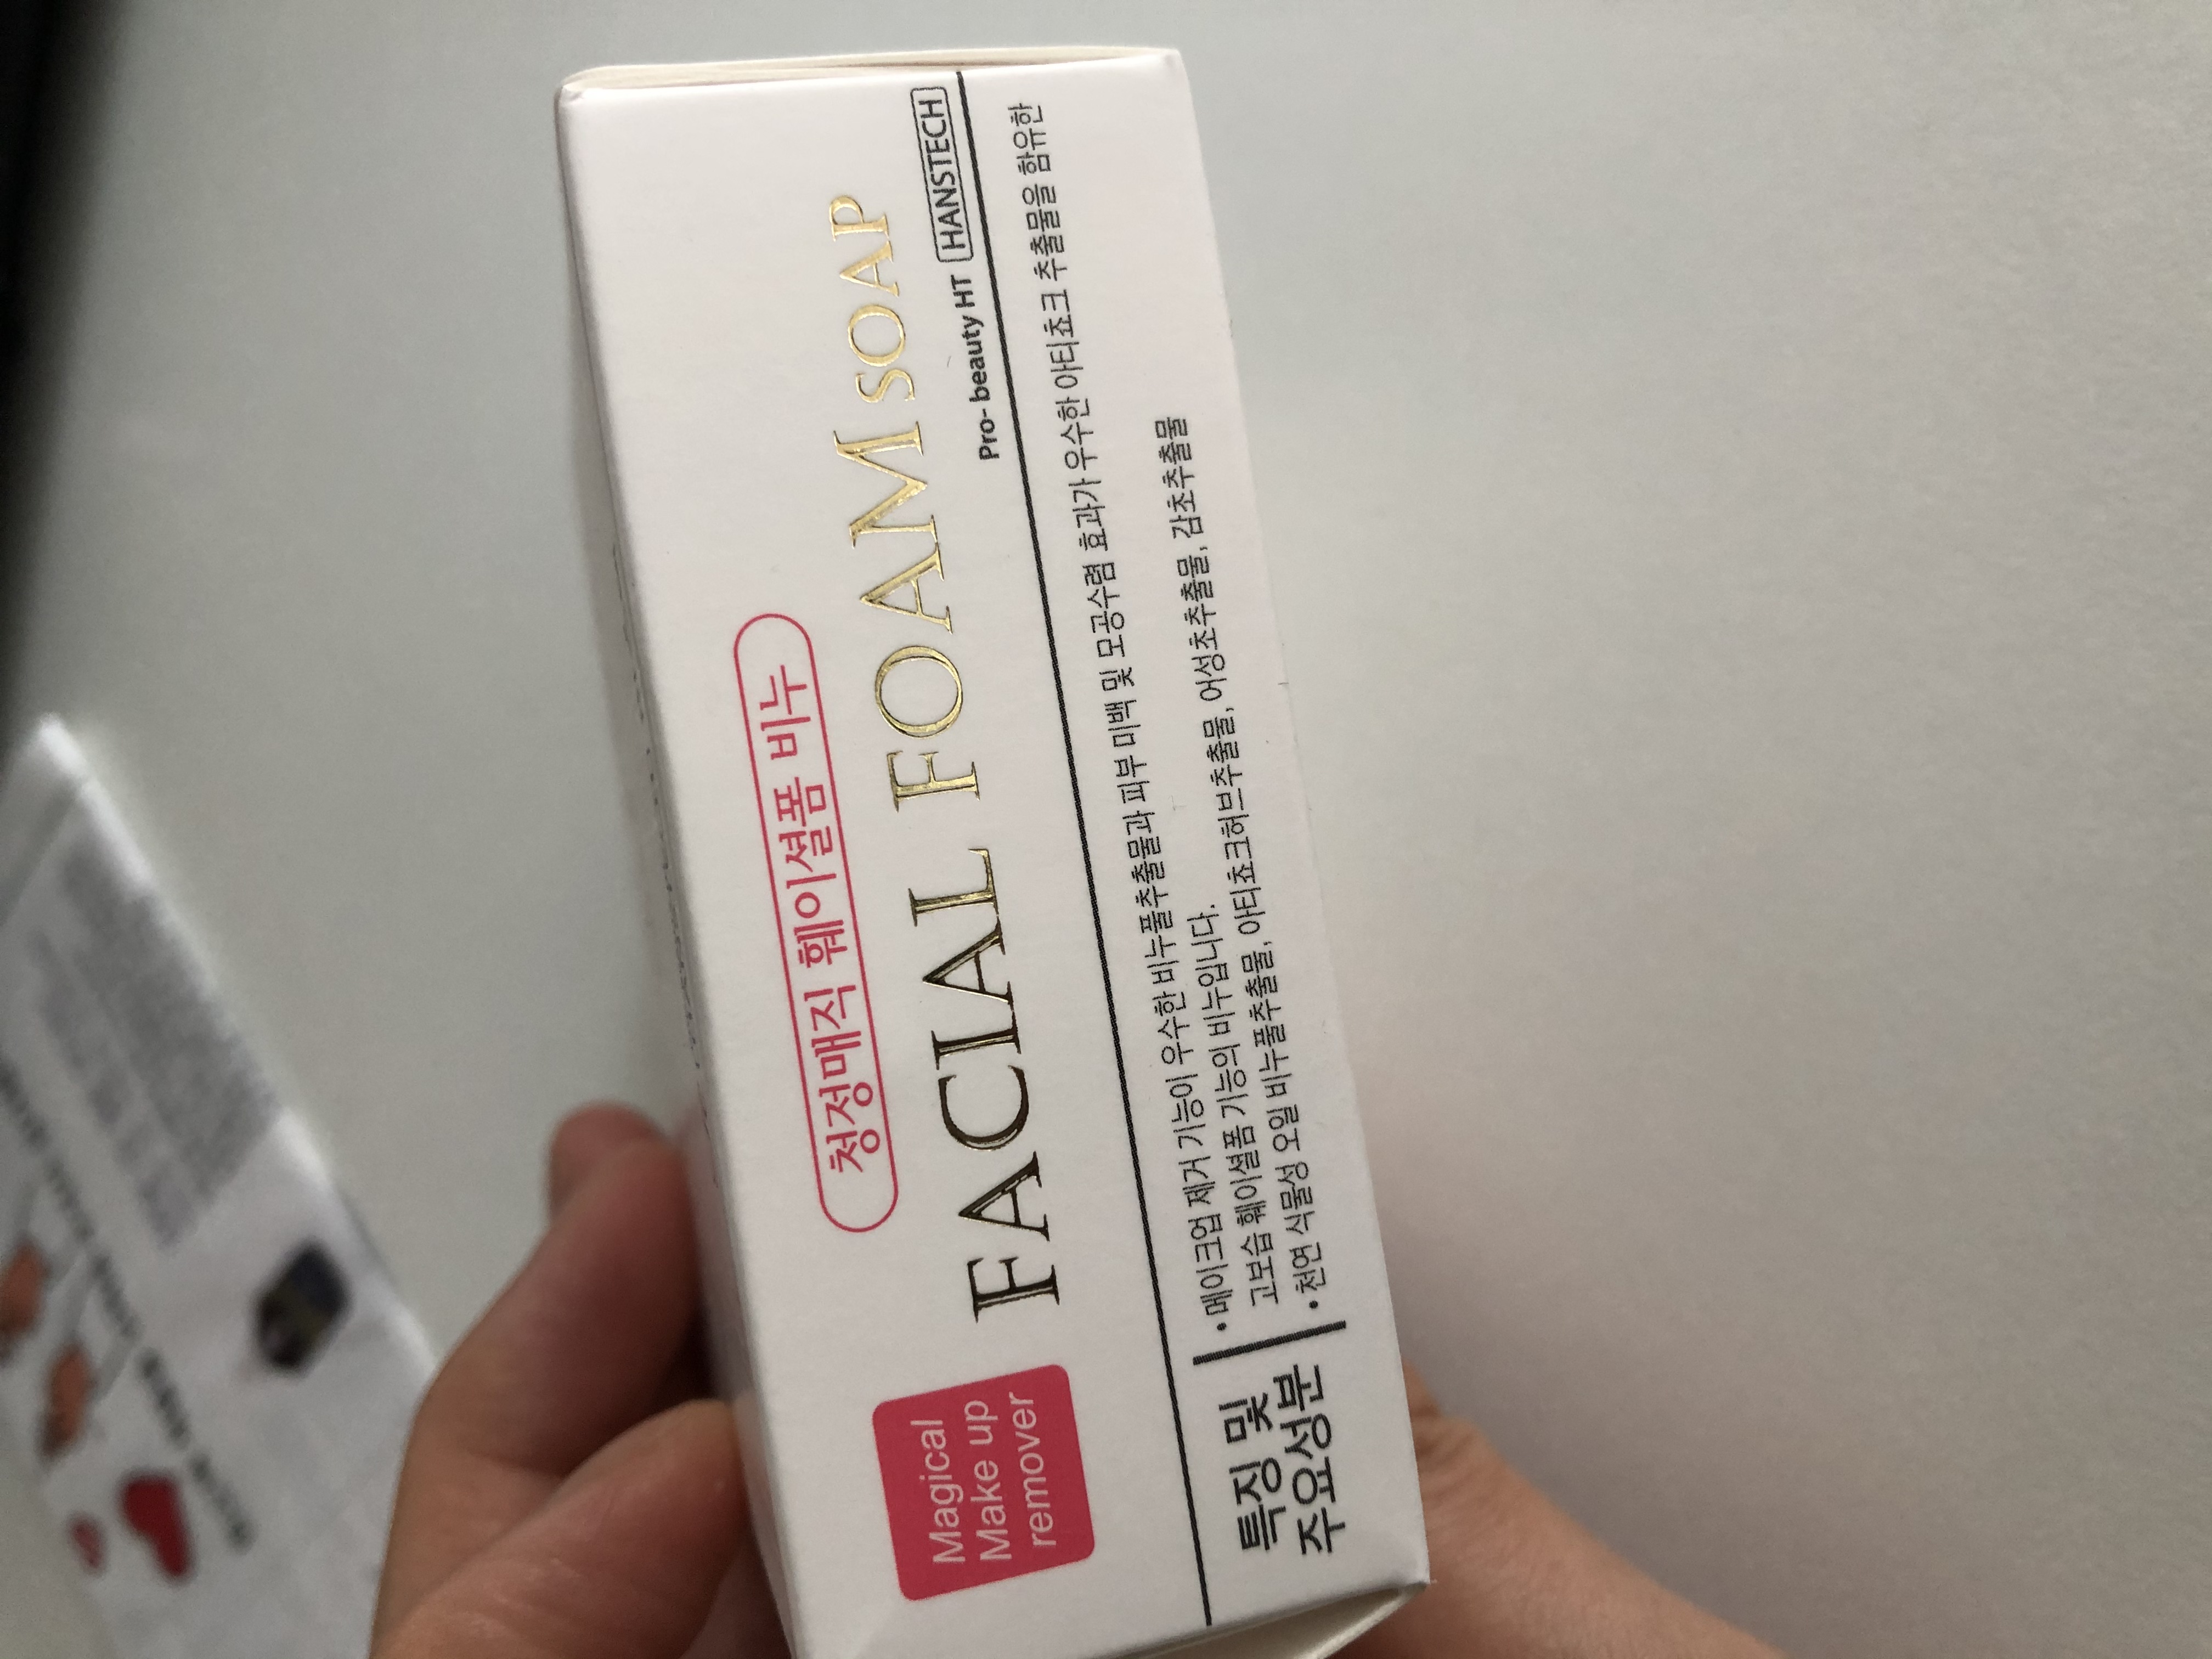 청정매직 훼이셜폼 비누
Magical
Make up
remover
FACIAL FOAM SOAP
Pro-beauty HT HANSTECH
특징 및
주요성분
• 메이크업 제거 기능이 우수한 비누풀추출물과 피부 미백 및 모공수렴 효과가 우수한 아티쵸크 추출물을 함유한
고보습 훼이셜폼 기능의 비누입니다.
• 천연 식물성 오일 비누풀추출물, 아티쵸크허브추출물, 어성초추출물, 감초추출물